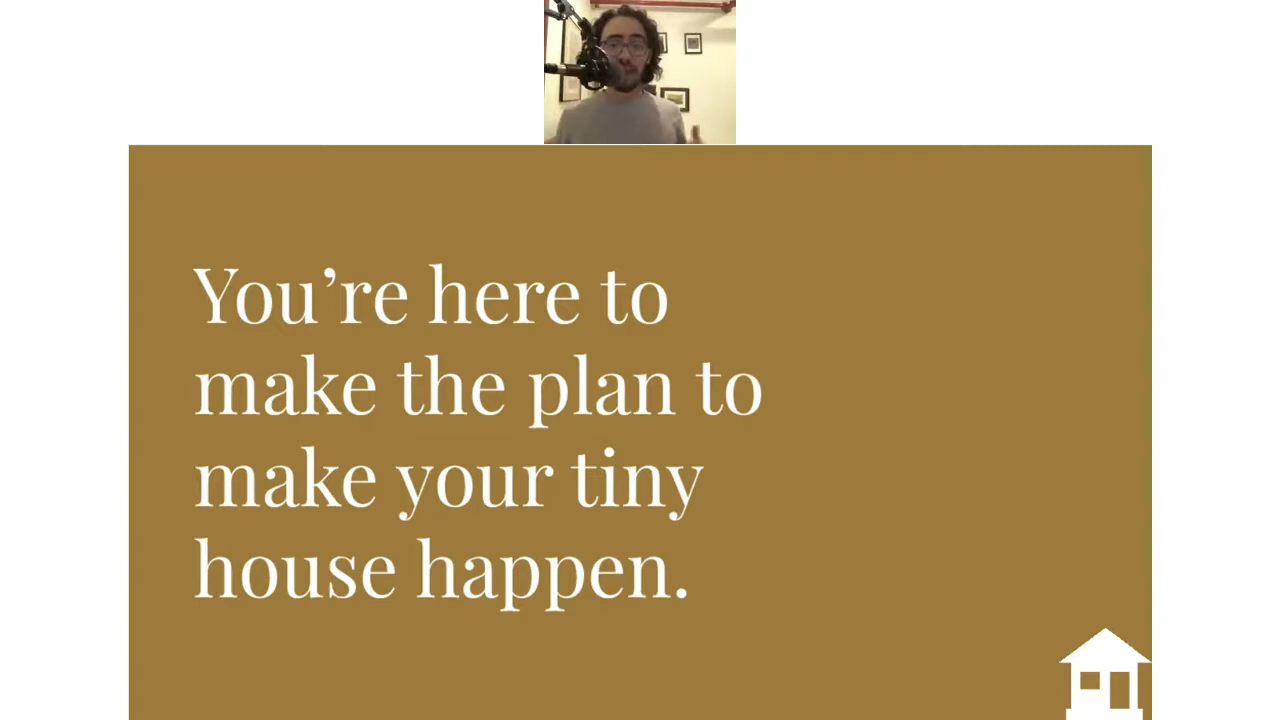 You’re here to
make the plan to
make your tiny
house happen.